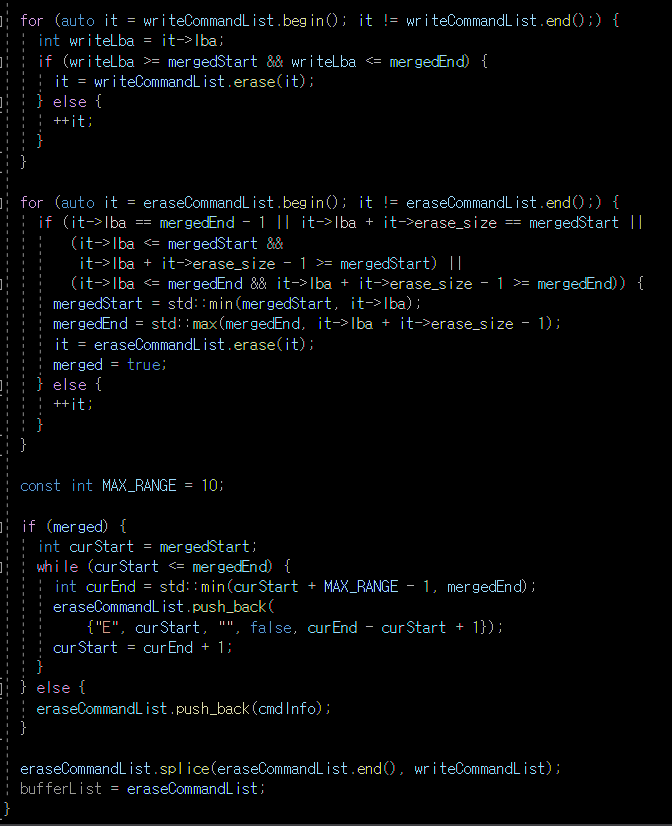 for (auto it = writeCommandList.begin(); it != writeCommandList.end();) {
int writeLba = it->lba;
if (writeLba >= mergedStart && writeLba <= mergedEnd) {
it = writeCommandList.erase(it);
} else {
++it;
}
}
for (auto it = eraseCommandList.begin(); it != eraseCommandList.end();) {
if (it->lba == mergedEnd - 1 || it->lba + it->erase_size == mergedStart ||
(it->lba <= mergedStart &&
it->lba + it->erase_size - 1 >= mergedStart) ||
(it->lba <= mergedEnd && it->lba + it->erase_size - 1 >= mergedEnd)) {
mergedStart = std::min(mergedStart, it->lba);
mergedEnd = std::max(mergedEnd, it->lba + it->erase_size - 1);
it = eraseCommandList.erase(it);
merged = true;
} else {
++it;
}
}
const int MAX_RANGE = 10;
if (merged) {
int curStart = mergedStart;
while (curStart <= mergedEnd) {
int curEnd = std::min(curStart + MAX_RANGE - 1, mergedEnd);
eraseCommandList.push_back(
{"E", curStart, "", false, curEnd - curStart + 1});
curStart = curEnd + 1;
}
} else {
eraseCommandList.push_back(cmdInfo);
}
eraseCommandList.splice(eraseCommandList.end(), writeCommandList);
bufferList = eraseCommandList;
}